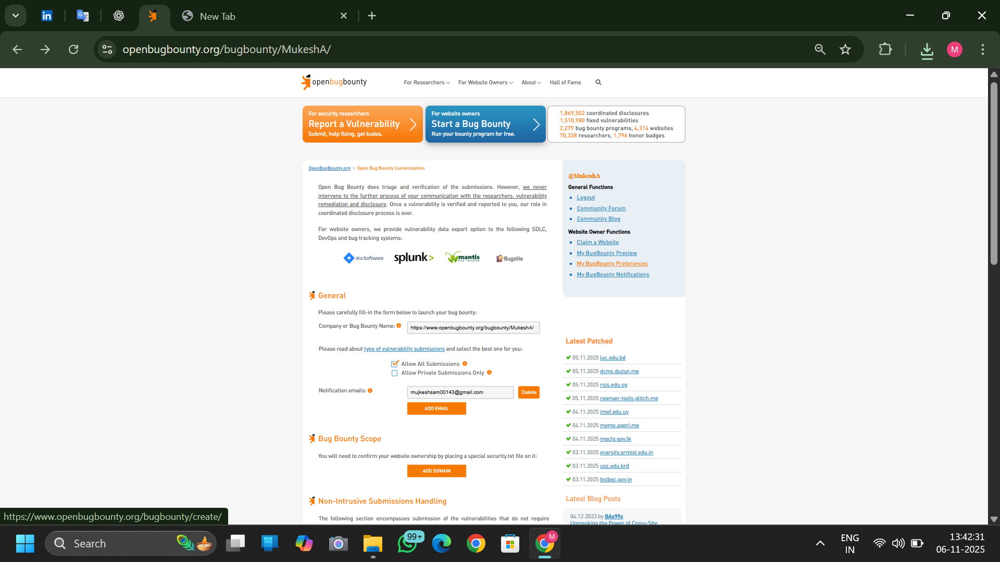 New Tab
openbugbounty.org/bugbounty/MukeshA/
M
openbugbounty
For Researchers
For Website Owners
About
Hall of Fame
For security researchers
Report a Vulnerability
Submit, help fixing, get kudos.
For website owners
Start a Bug Bounty
Run your bounty program for free.
1,869,502 coordinated disclosures
1,510,980 fixed vulnerabilities
2,279 bug bounty programs, 4,314 websites
70,338 researchers, 1,796 honor badges
OpenBugBounty.org > Open Bug Bounty Customization
Open Bug Bounty does triage and verification of the submissions. However, we never
intervene to the further process of your communication with the researchers, vulnerability
remediation and disclosure. Once a vulnerability is verified and reported to you, our role in
coordinated disclosure process is over.
For website owners, we provide vulnerability data export option to the following SDLC,
DevOps and bug tracking systems:
Jira Software
splunk>
mantis
BUG TRACKER
Bugzilla
General
Please carefully fill-in the form below to launch your bug bounty:
Company or Bug Bounty Name:
https://www.openbugbounty.org/bugbounty/MukeshA/
Please read about type of vulnerability submissions and select the best one for you:
Allow All Submissions
Allow Private Submissions Only
Notification emails:
mujkeshsam00143@gmail.com
Delete
ADD EMAIL
Bug Bounty Scope
You will need to confirm your website ownership by placing a special security.txt file on it:
ADD DOMAIN
Non-Intrusive Submissions Handling
The following section encompasses submission of the vulnerabilities that do not require
@MukeshA
General Functions
Logout
Community Forum
Community Blog
Website Owner Functions
Claim a Website
My BugBounty Preview
My BugBounty Preferences
My BugBounty Notifications
Latest Patched
05.11.2025 juc.edu.bd
05.11.2025 dcms.duzun.me
05.11.2025 rsis.edu.sg
05.11.2025 reqman-tools.glitch.me
04.11.2025 imef.edu.uy
04.11.2025 memo.appri.me
04.11.2025 mpclg.gov.lk
03.11.2025 evarsity.srmist.edu.in
03.11.2025 uoz.edu.krd
03.11.2025 bstbpc.gov.in
Latest Blog Posts
04.12.2023 by BAx99x
Unmasking the Power of Cross-Site
https://www.openbugbounty.org/bugbounty/create/
Search
99+
M
ENG
IN
13:42:31
06-11-2025